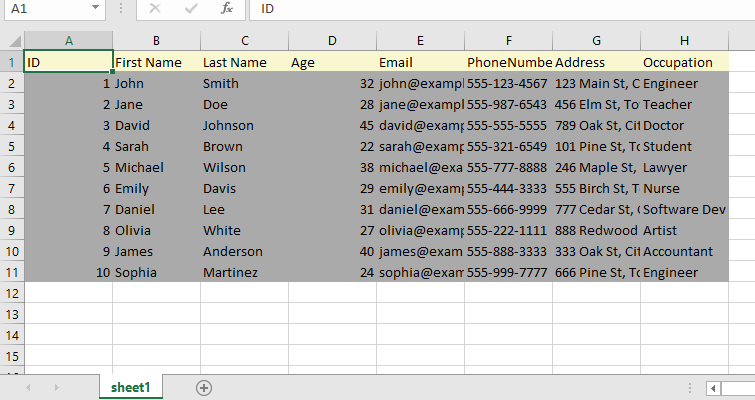 A1 fx ID
A B C D E F G H
1 ID First Name Last Name Age Email PhoneNumbe Address Occupation
2 1 John Smith 32 john@exampl 555-123-4567 123 Main St, C Engineer
3 2 Jane Doe 28 jane@exampl 555-987-6543 456 Elm St, To Teacher
4 3 David Johnson 45 david@examp 555-555-5555 789 Oak St, Cit Doctor
5 4 Sarah Brown 22 sarah@examp 555-321-6549 101 Pine St, To Student
6 5 Michael Wilson 38 michael@exa 555-777-8888 246 Maple St, Lawyer
7 6 Emily Davis 29 emily@examp 555-444-3333 555 Birch St, T Nurse
8 7 Daniel Lee 31 daniel@exam 555-666-9999 777 Cedar St, Software Dev
9 8 Olivia White 27 olivia@examp 555-222-1111 888 Redwood Artist
10 9 James Anderson 40 james@exam 555-888-3333 333 Oak St, Cit Accountant
11 10 Sophia Martinez 24 sophia@exam 555-999-7777 666 Pine St, To Engineer
12
13
14
15
sheet1